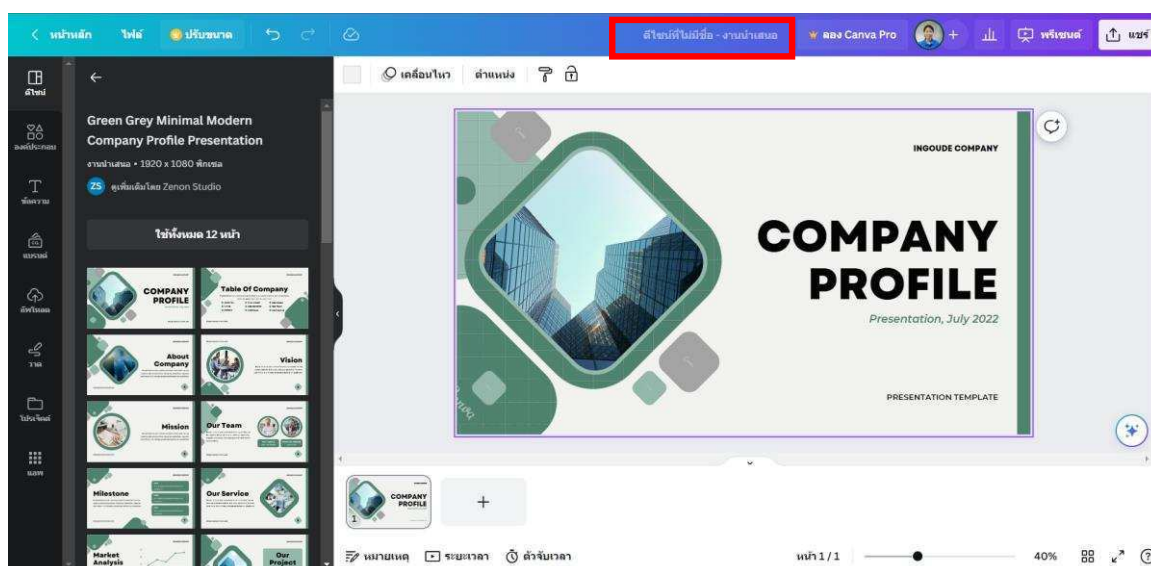 หน้าหลัก ไฟล์ ปรับขนาด ดีไซน์ที่ไม่มีชื่อ - งานนำเสนอ ลอง Canva Pro พรีเซนต์ แชร์
ดีไซน์
องค์ประกอบ
ข้อความ
แบรนด์
อัพโหลด
วาด
โปรเจ็กต์
แอพ
Green Grey Minimal Modern
Company Profile Presentation
งานนำเสนอ • 1920 x 1080 พิกเซล
ZS ดูเพิ่มเติมโดย Zenon Studio
ใช้ทั้งหมด 12 หน้า
COMPANY
PROFILE
Table Of Company
About
Company
Vision
Mission
Our Team
Milestone
Our Service
Market
Analysis
Our
Project
เคลื่อนไหว ตำแหน่ง
INGOUDE COMPANY
COMPANY
PROFILE
Presentation, July 2022
PRESENTATION TEMPLATE
COMPANY
PROFILE
1
หมายเหตุ ระยะเวลา ตัวจับเวลา หน้า 1 / 1 40%